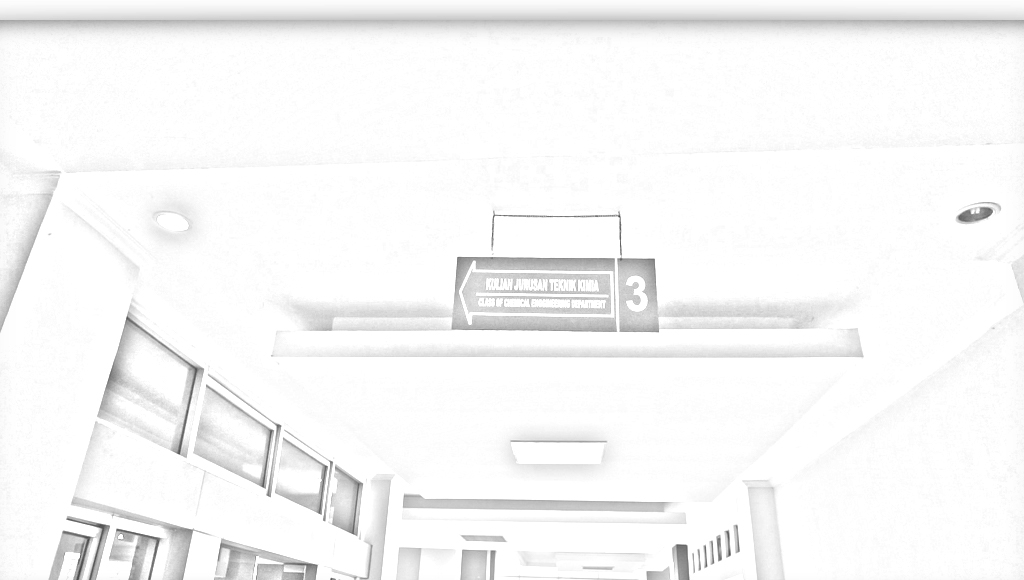 KULIAH JURUSAN TEKNIK KIMIA
CLASS OF CHEMICAL ENGINEERING DEPARTMENT
3